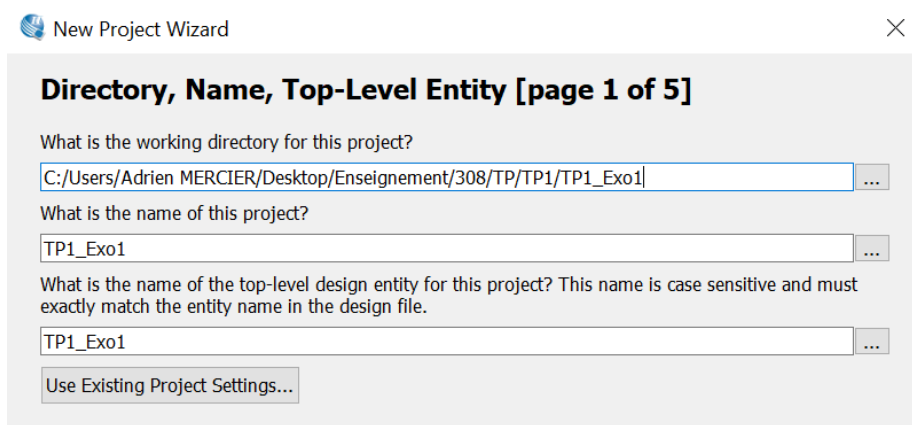 New Project Wizard
Directory, Name, Top-Level Entity [page 1 of 5]
What is the working directory for this project?
C:/Users/Adrien MERCIER/Desktop/Enseignement/308/TP/TP1/TP1_Exo1
...
What is the name of this project?
TP1_Exo1
...
What is the name of the top-level design entity for this project? This name is case sensitive and must
exactly match the entity name in the design file.
TP1_Exo1
...
Use Existing Project Settings...